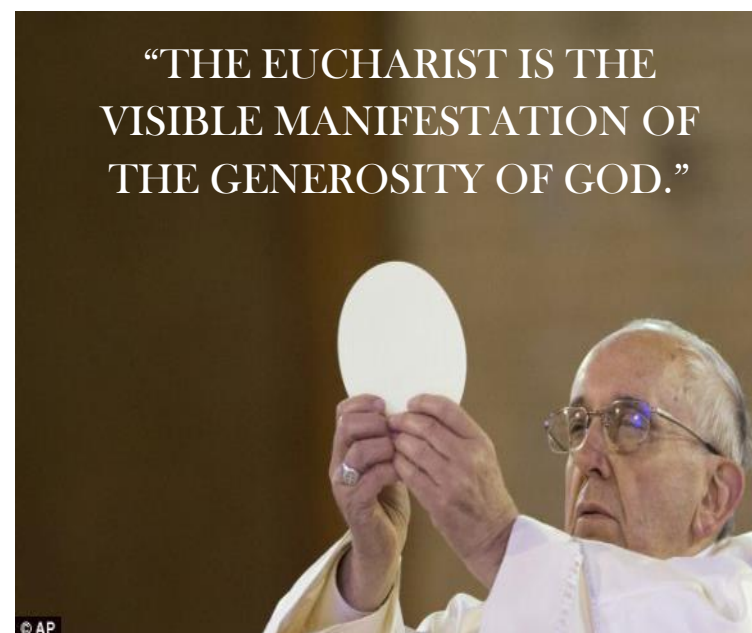 “THE EUCHARIST IS THE
VISIBLE MANIFESTATION OF
THE GENEROSITY OF GOD.”
© AP